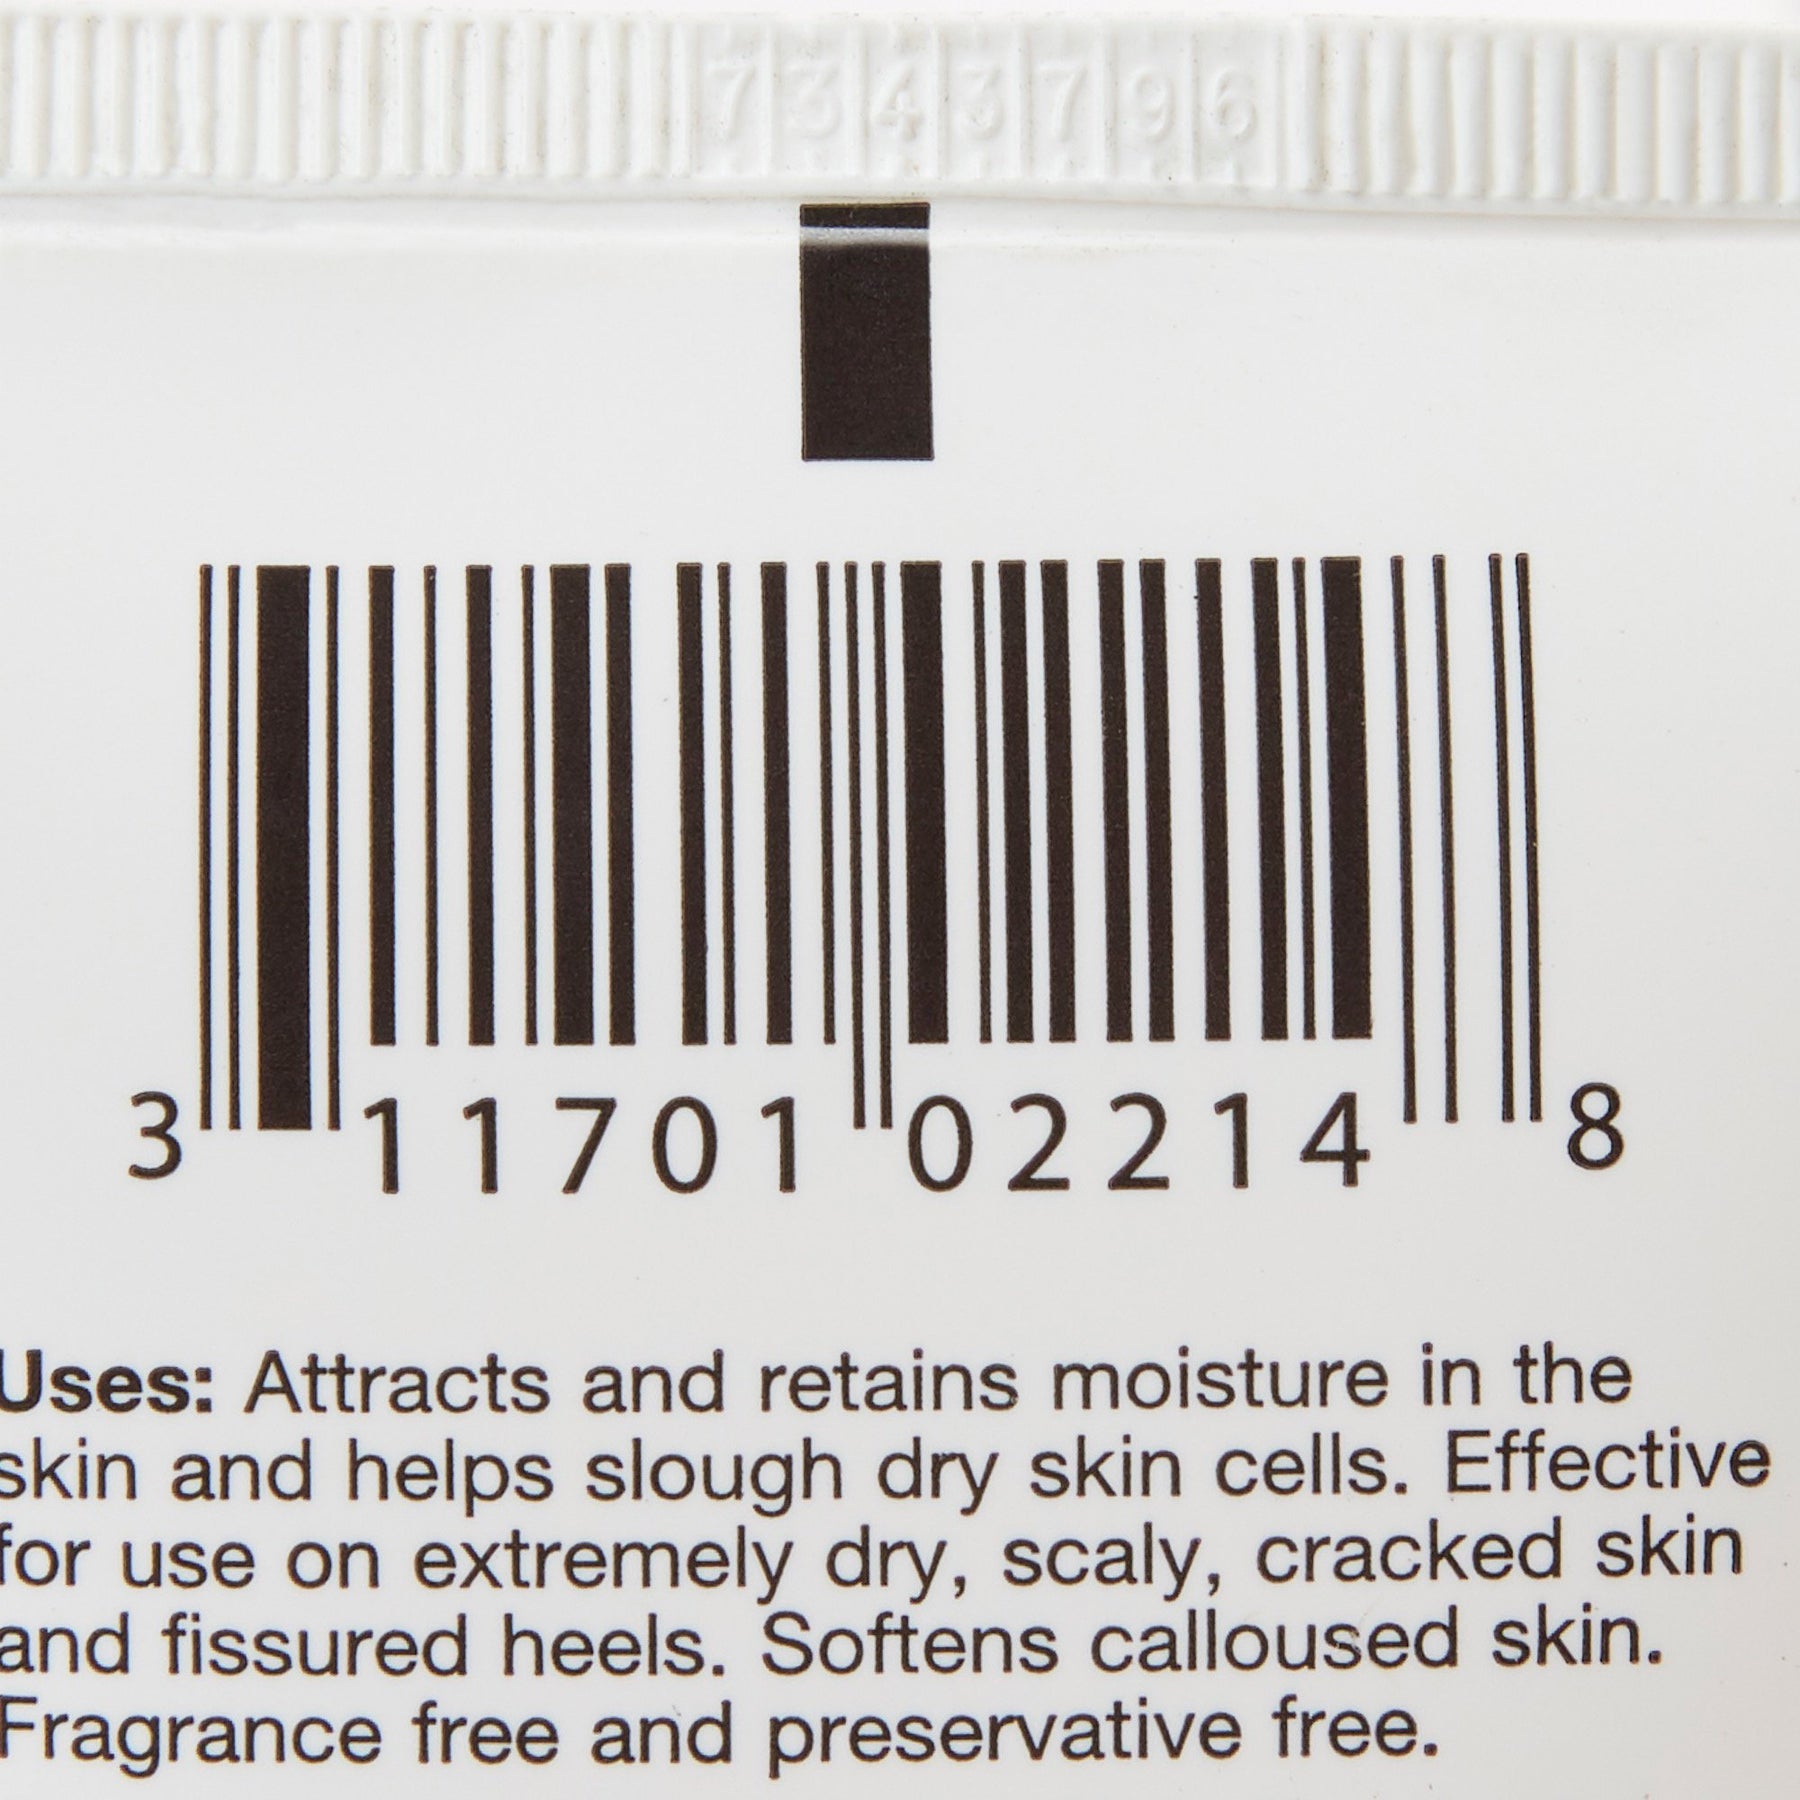 7343796
3 11701 02214 8
Uses: Attracts and retains moisture in the
skin and helps slough dry skin cells. Effective
for use on extremely dry, scaly, cracked skin
and fissured heels. Softens calloused skin.
Fragrance free and preservative free.